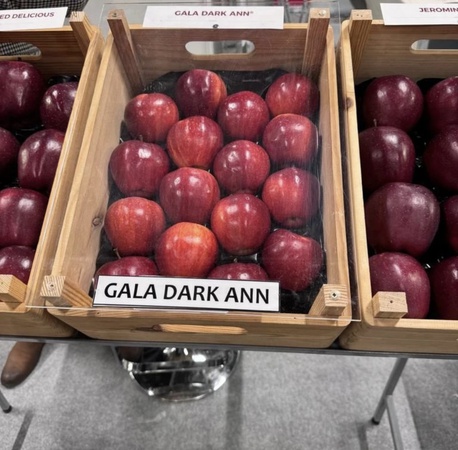 ED DELICIOUS
GALA DARK ANN®
JEROMIN
GALA DARK ANN